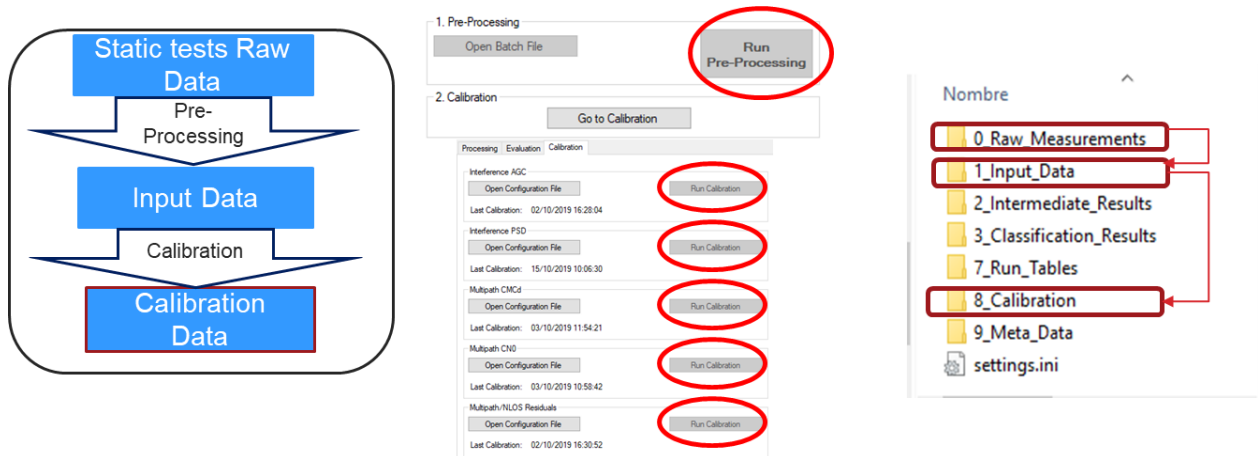 Static tests Raw
Data
Pre-
Processing
Input Data
Calibration
Calibration
Data
1. Pre-Processing
Open Batch File
Run
Pre-Processing
2. Calibration
Go to Calibration
Processing Evaluation Calibration
Interference AGC
Open Configuration File Run Calibration
Last Calibration: 02/10/2019 16:28:04
Interference PSD
Open Configuration File Run Calibration
Last Calibration: 15/10/2019 10:06:30
Multipath CMCd
Open Configuration File Run Calibration
Last Calibration: 03/10/2019 11:54:21
Multipath CN0
Open Configuration File Run Calibration
Last Calibration: 03/10/2019 10:58:42
Multipath/NLOS Residuals
Open Configuration File Run Calibration
Last Calibration: 02/10/2019 16:30:52
Nombre
0_Raw_Measurements
1_Input_Data
2_Intermediate_Results
3_Classification_Results
7_Run_Tables
8_Calibration
9_Meta_Data
settings.ini